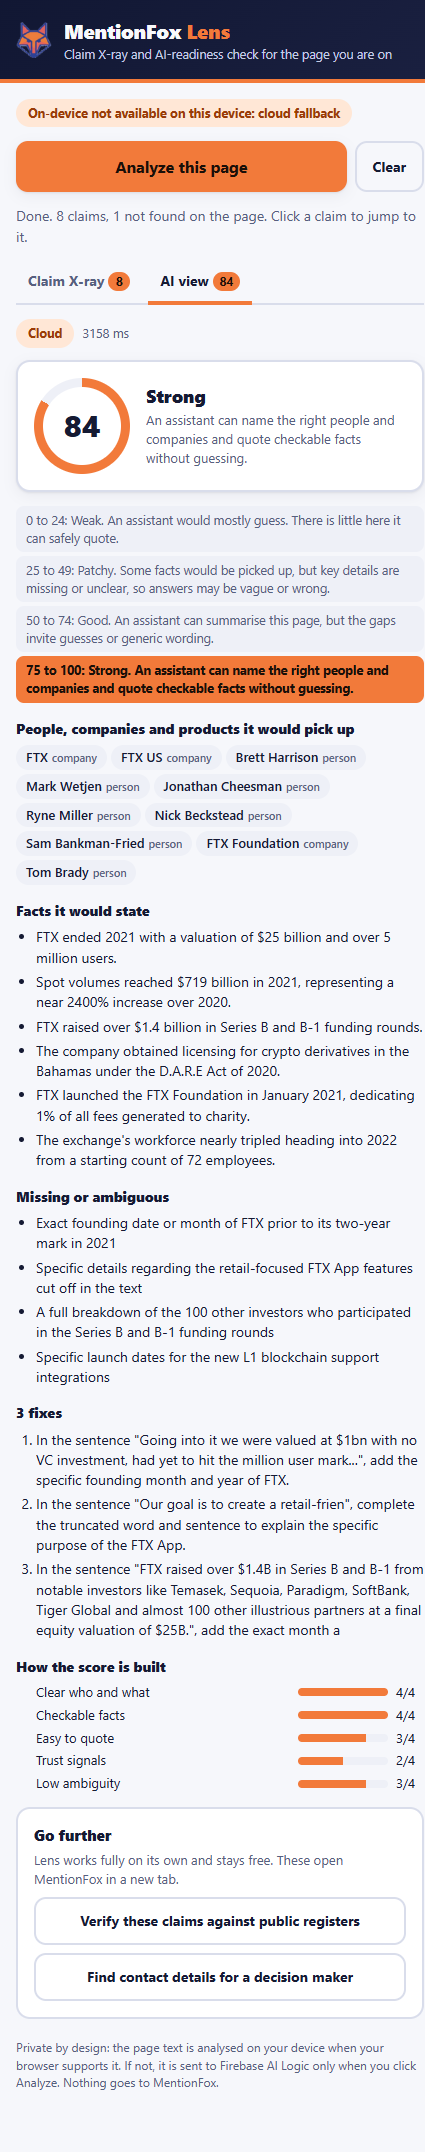 MentionFox Lens
Claim X-ray and AI-readiness check for the page you are on
On-device not available on this device: cloud fallback
Analyze this page
Clear
Done. 8 claims, 1 not found on the page. Click a claim to jump to
it.
Claim X-ray 8
AI view 84
Cloud 3158 ms
84
Strong
An assistant can name the right people and
companies and quote checkable facts
without guessing.
0 to 24: Weak. An assistant would mostly guess. There is little here it
can safely quote.
25 to 49: Patchy. Some facts would be picked up, but key details are
missing or unclear, so answers may be vague or wrong.
50 to 74: Good. An assistant can summarise this page, but the gaps
invite guesses or generic wording.
75 to 100: Strong. An assistant can name the right people and
companies and quote checkable facts without guessing.
People, companies and products it would pick up
FTX company FTX US company Brett Harrison person
Mark Wetjen person Jonathan Cheesman person
Ryne Miller person Nick Beckstead person
Sam Bankman-Fried person FTX Foundation company
Tom Brady person
Facts it would state
• FTX ended 2021 with a valuation of $25 billion and over 5
million users.
• Spot volumes reached $719 billion in 2021, representing a
near 2400% increase over 2020.
• FTX raised over $1.4 billion in Series B and B-1 funding rounds.
• The company obtained licensing for crypto derivatives in the
Bahamas under the D.A.R.E Act of 2020.
• FTX launched the FTX Foundation in January 2021, dedicating
1% of all fees generated to charity.
• The exchange's workforce nearly tripled heading into 2022
from a starting count of 72 employees.
Missing or ambiguous
• Exact founding date or month of FTX prior to its two-year
mark in 2021
• Specific details regarding the retail-focused FTX App features
cut off in the text
• A full breakdown of the 100 other investors who participated
in the Series B and B-1 funding rounds
• Specific launch dates for the new L1 blockchain support
integrations
3 fixes
1. In the sentence "Going into it we were valued at $1bn with no
VC investment, had yet to hit the million user mark...", add the
specific founding month and year of FTX.
2. In the sentence "Our goal is to create a retail-frien", complete
the truncated word and sentence to explain the specific
purpose of the FTX App.
3. In the sentence "FTX raised over $1.4B in Series B and B-1 from
notable investors like Temasek, Sequoia, Paradigm, SoftBank,
Tiger Global and almost 100 other illustrious partners at a final
equity valuation of $25B.", add the exact month a
How the score is built
Clear who and what 4/4
Checkable facts 4/4
Easy to quote 3/4
Trust signals 2/4
Low ambiguity 3/4
Go further
Lens works fully on its own and stays free. These open
MentionFox in a new tab.
Verify these claims against public registers
Find contact details for a decision maker
Private by design: the page text is analysed on your device when your
browser supports it. If not, it is sent to Firebase AI Logic only when you click
Analyze. Nothing goes to MentionFox.